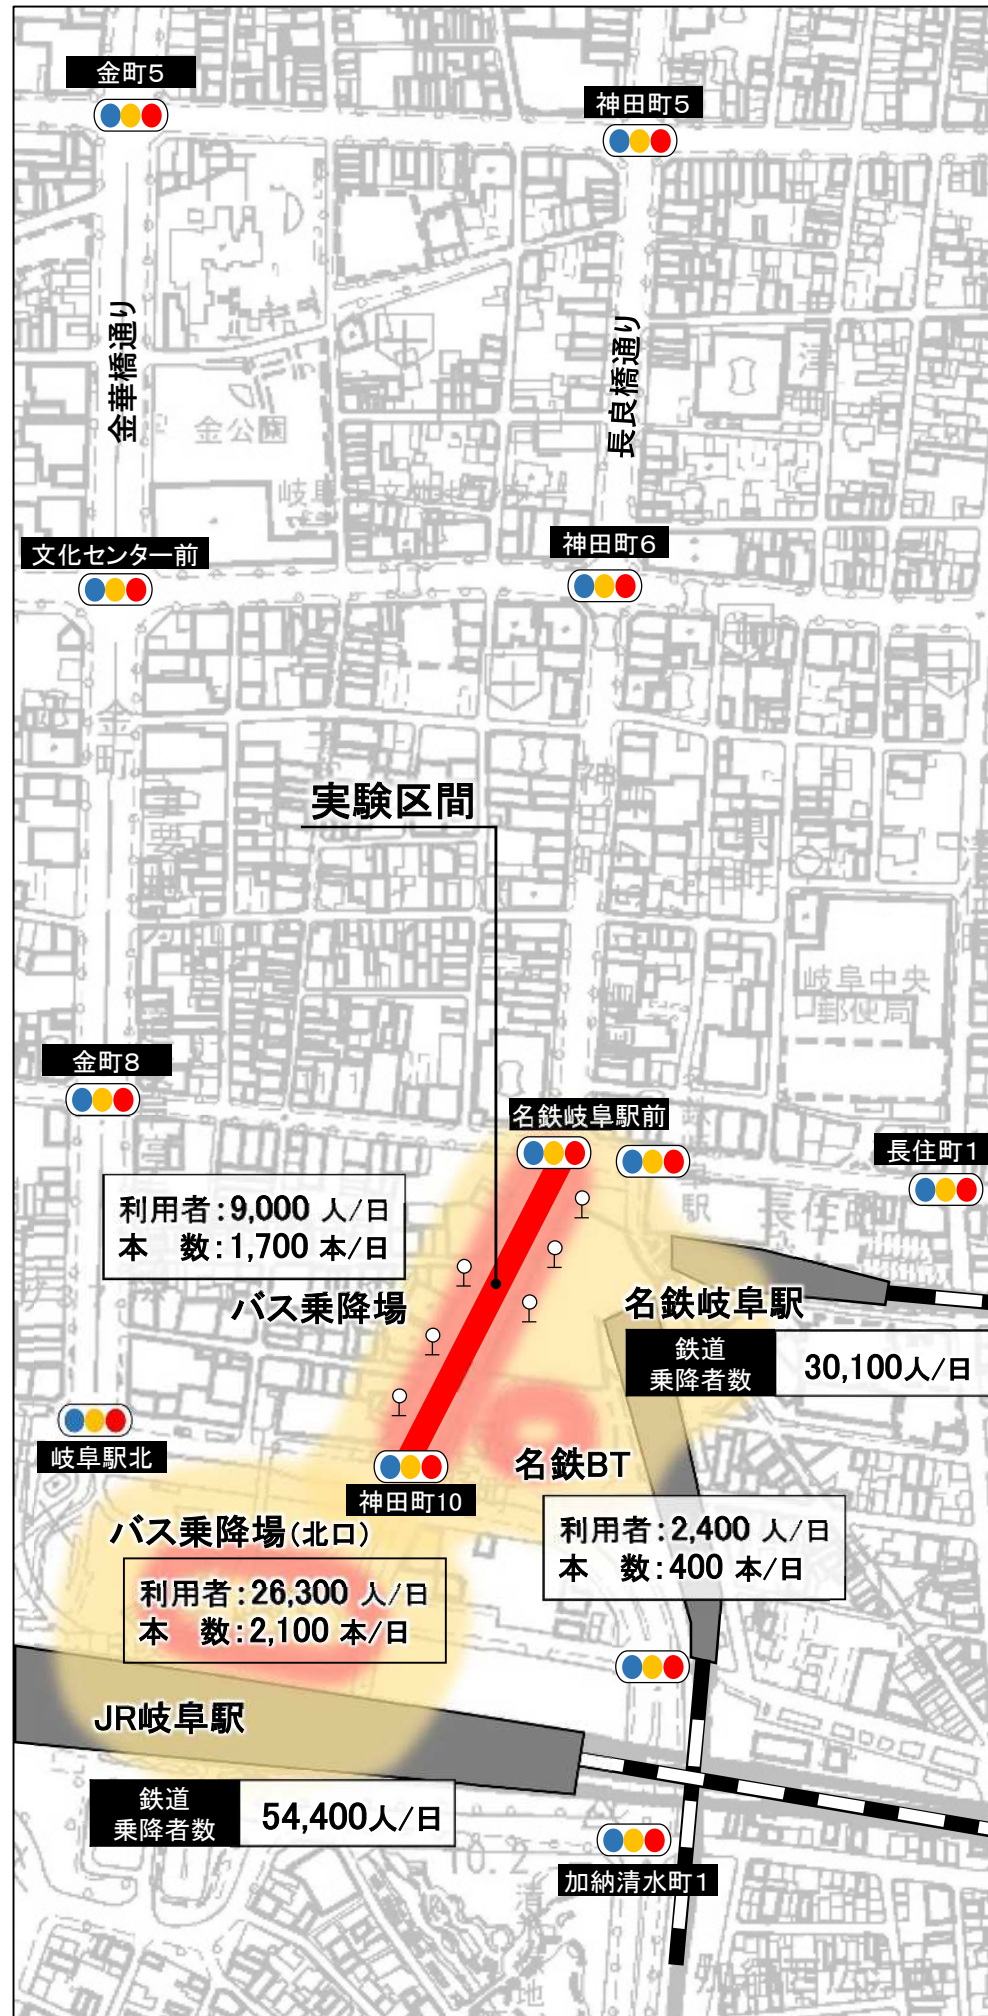 金町5
神田町5
金華橋通り
長良橋通り
金公園
文化センター前
神田町6
金町
実験区間
岐阜中央
郵便局
金町8
名鉄岐阜駅前
長住町1
利用者:9,000 人/日
本 数:1,700 本/日
駅
長住町
バス乗降場
名鉄岐阜駅
鉄道
乗降者数
30,100人/日
岐阜駅北
名鉄BT
神田町10
利用者:2,400 人/日
本 数:400 本/日
バス乗降場(北口)
利用者:26,300 人/日
本 数:2,100 本/日
JR岐阜駅
鉄道
乗降者数
54,400人/日
10.2
加納清水町1